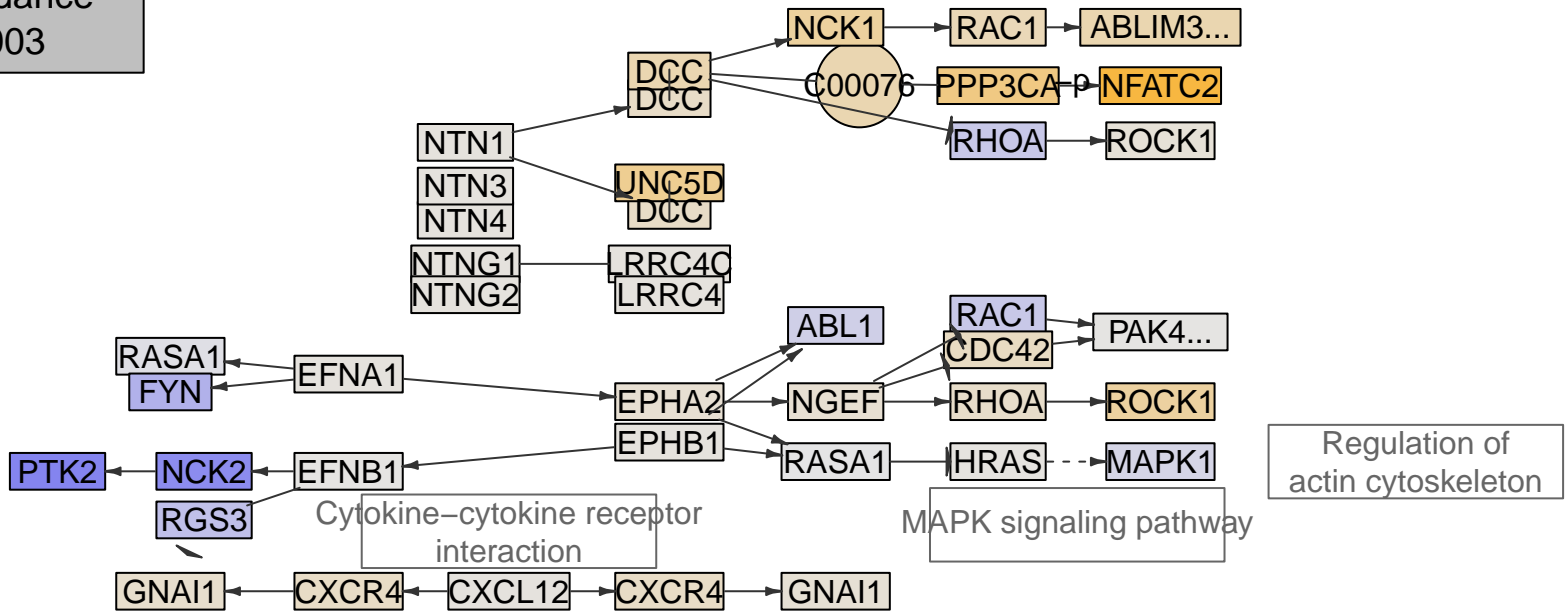 NCK1
RAC1
ABLIM3...
DCC
DCC
C00076
PPP3CA
p
NFATC2
RHOA
ROCK1
NTN1
NTN3
NTN4
UNC5D
DCC
NTNG1
NTNG2
LRRC4C
LRRC4
ABL1
RAC1
CDC42
PAK4...
RASA1
FYN
EFNA1
EPHA2
EPHB1
NGEF
RHOA
ROCK1
RASA1
HRAS
MAPK1
Regulation of
actin cytoskeleton
PTK2
NCK2
EFNB1
RGS3
Cytokine–cytokine receptor
interaction
MAPK signaling pathway
GNAI1
CXCR4
CXCL12
CXCR4
GNAI1